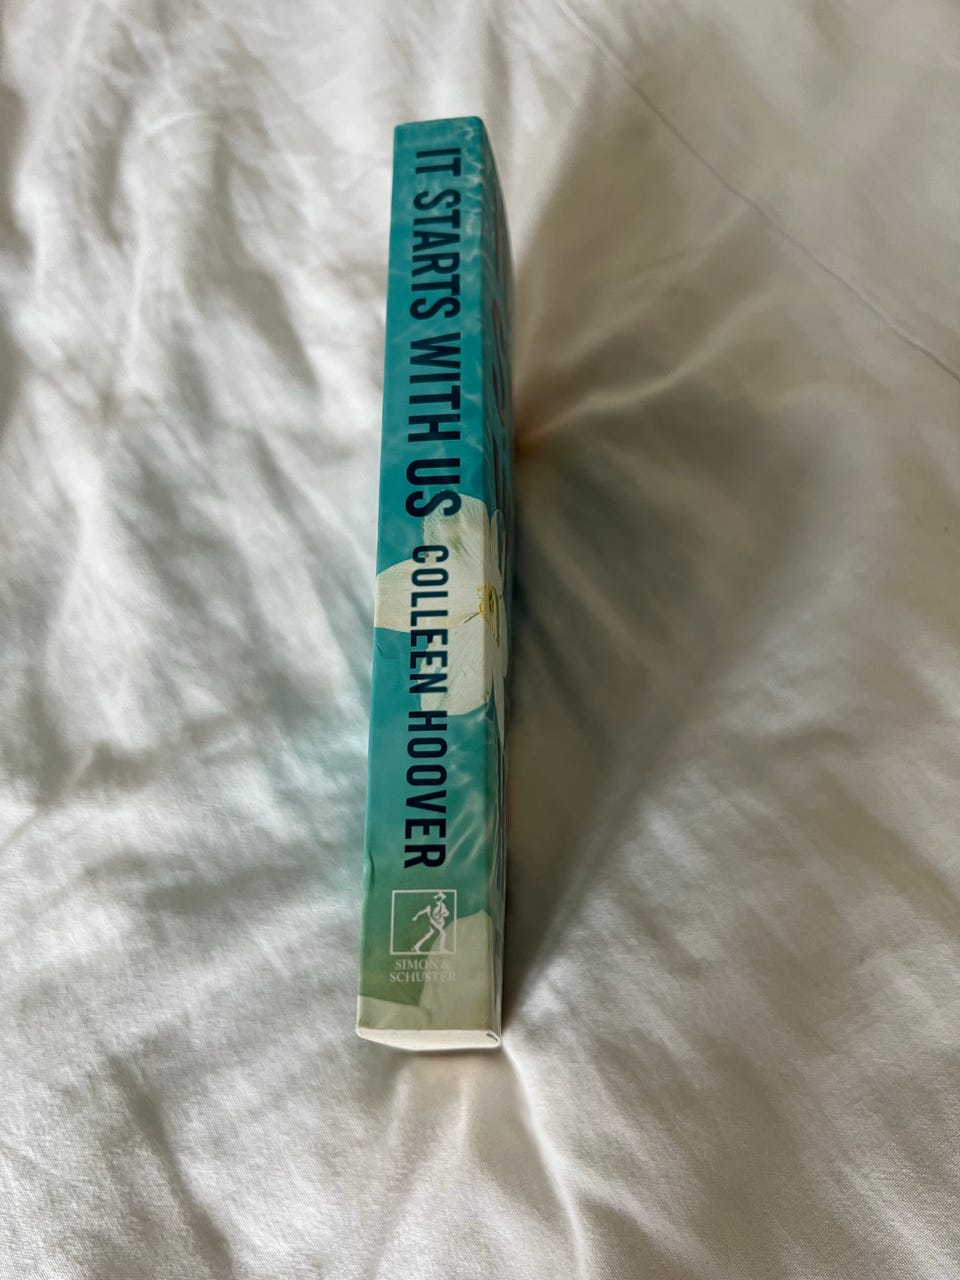 IT STARTS WITH US
COLLEEN HOOVER
SIMON &
SCHUSTER